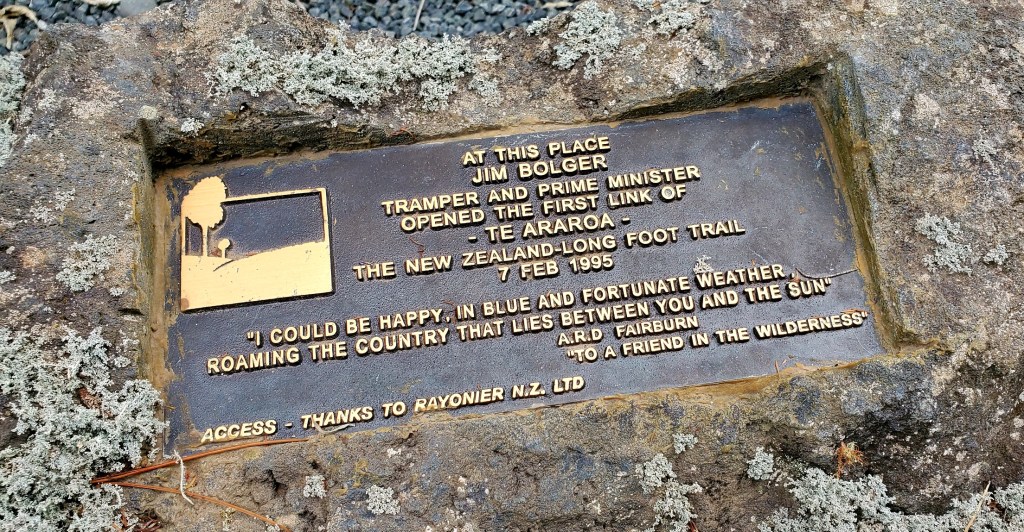 AT THIS PLACE
JIM BOLGER
TRAMPER AND PRIME MINISTER
OPENED THE FIRST LINK OF
- TE ARAROA -
THE NEW ZEALAND-LONG FOOT TRAIL
7 FEB 1995
"I COULD BE HAPPY, IN BLUE AND FORTUNATE WEATHER,
ROAMING THE COUNTRY THAT LIES BETWEEN YOU AND THE SUN"
A.R.D FAIRBURN
"TO A FRIEND IN THE WILDERNESS"
ACCESS - THANKS TO RAYONIER N.Z. LTD